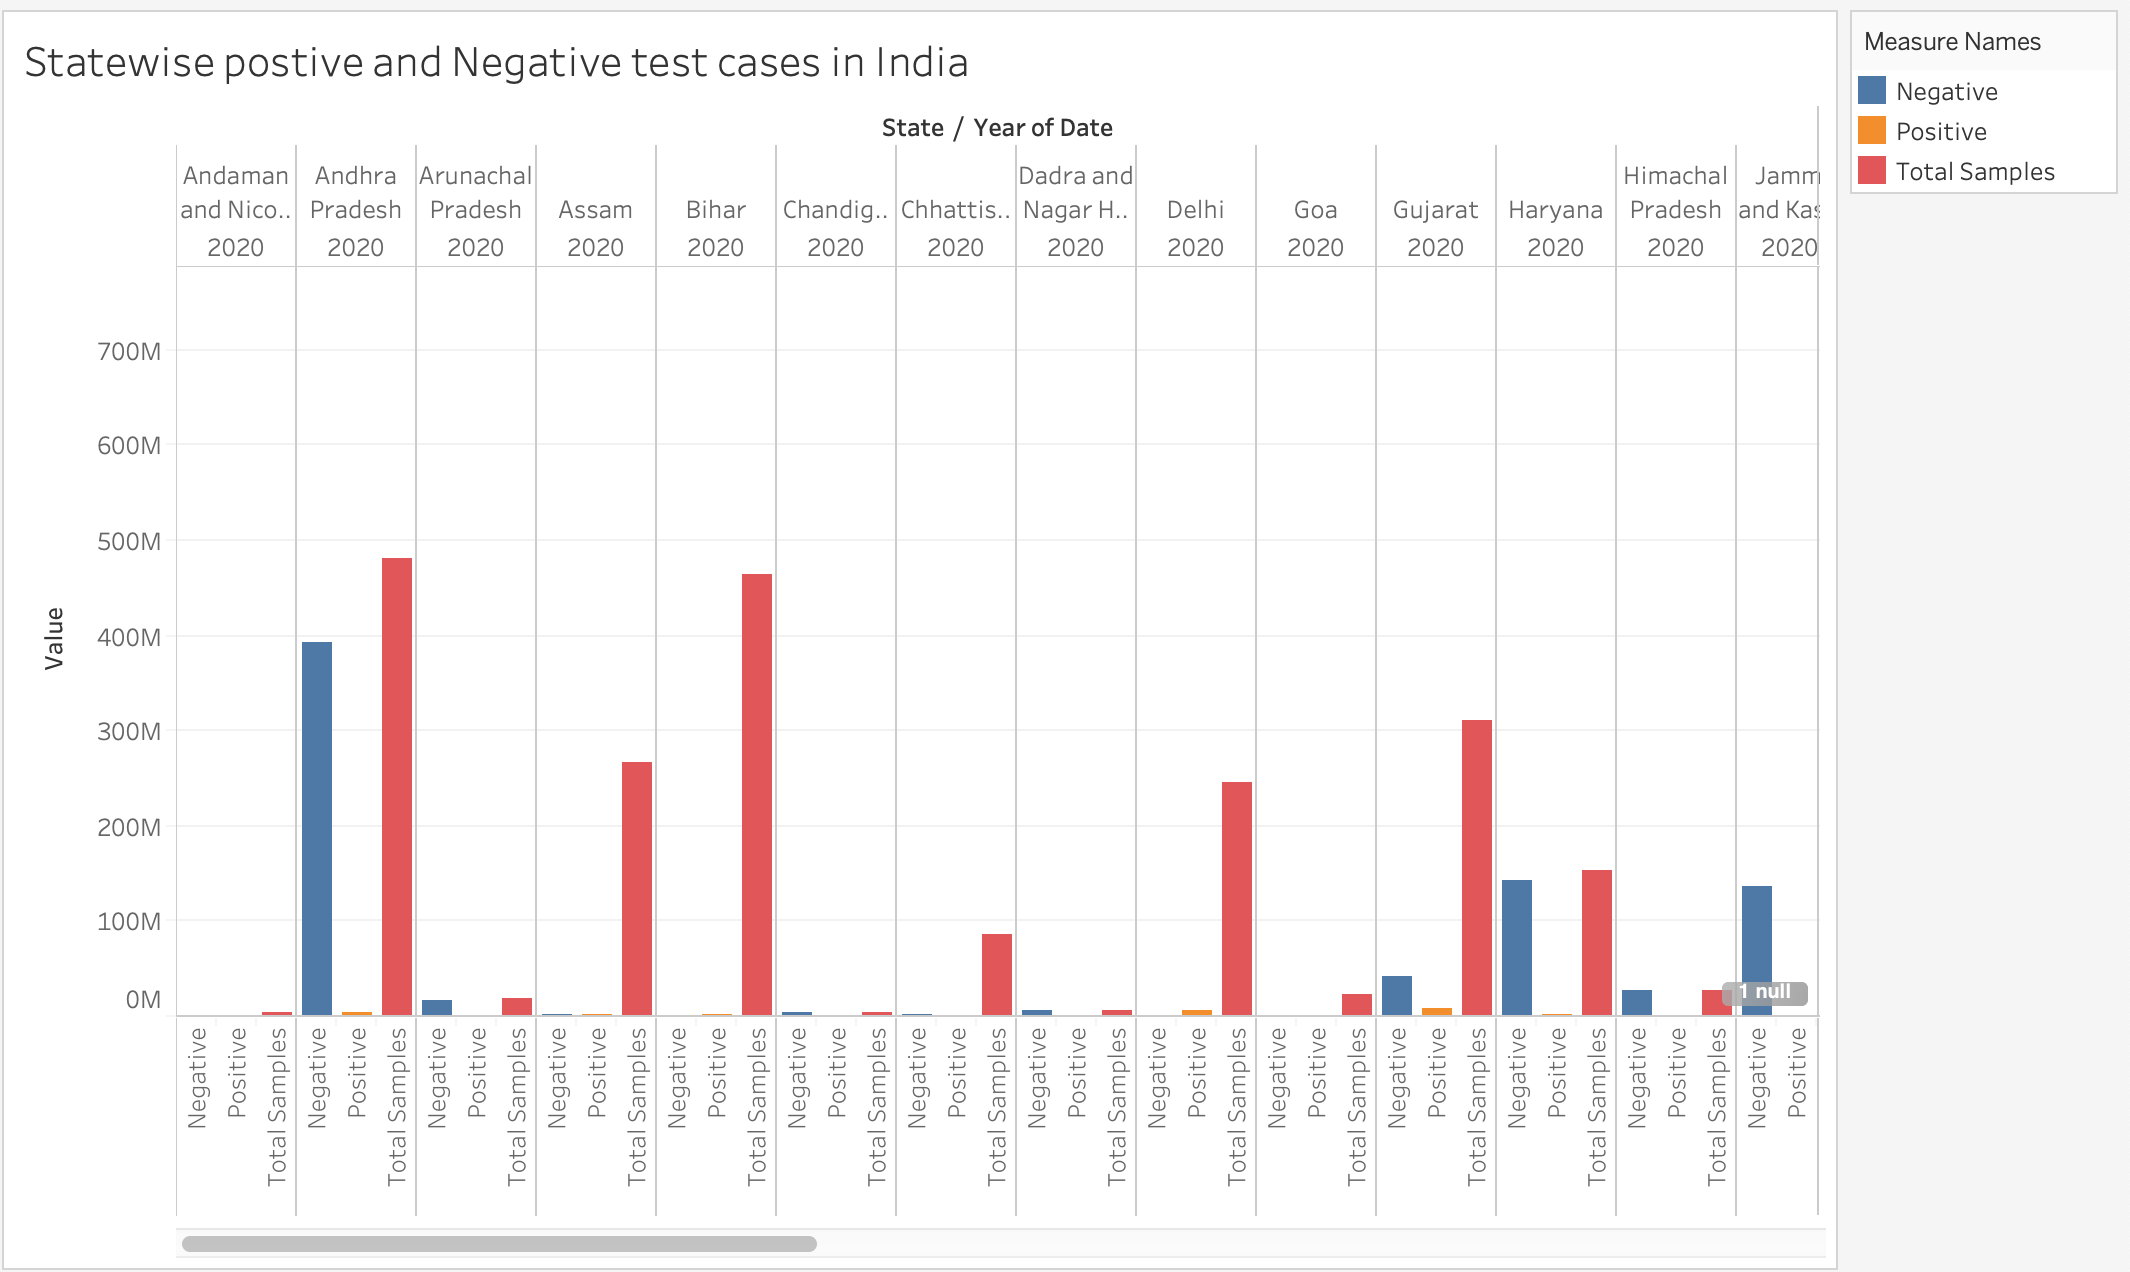 Statewise postive and Negative test cases in India
Measure Names
Negative
Positive
Total Samples
State / Year of Date
Andaman and Nico..
Andhra Pradesh
Arunachal Pradesh
Assam
Bihar
Chandig..
Chhattis..
Dadra and Nagar H..
Delhi
Goa
Gujarat
Haryana
Himachal Pradesh
Jamm and Kas
2020 2020 2020 2020 2020 2020 2020 2020 2020 2020 2020 2020 2020 2020
Value
700M
600M
500M
400M
300M
200M
100M
0M
1 null
Negative Positive Total Samples
Negative Positive Total Samples
Negative Positive Total Samples
Negative Positive Total Samples
Negative Positive Total Samples
Negative Positive Total Samples
Negative Positive Total Samples
Negative Positive Total Samples
Negative Positive Total Samples
Negative Positive Total Samples
Negative Positive Total Samples
Negative Positive Total Samples
Negative Positive Total Samples
Negative Positive